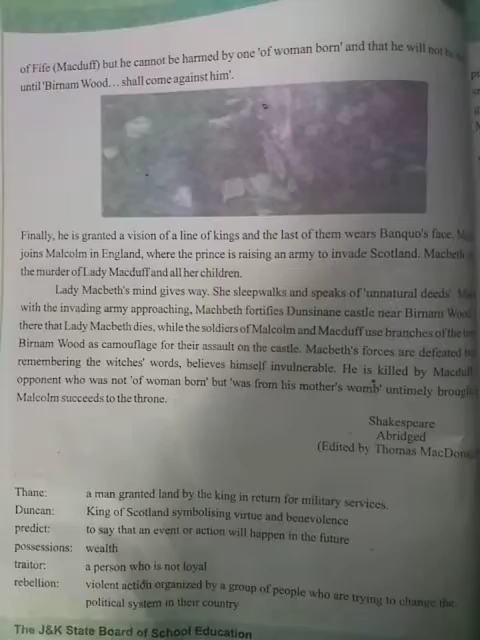 of Fife (Macduff) but he cannot be harmed by one 'of woman born' and that he will not be
until 'Birnam Wood... shall come against him'.
Finally, he is granted a vision of a line of kings and the last of them wears Banquo's face.
joins Malcolm in England, where the prince is raising an army to invade Scotland. Macbeth
the murder of Lady Macduff and all her children.
Lady Macbeth's mind gives way. She sleepwalks and speaks of 'unnatural deeds'.
with the invading army approaching, Machbeth fortifies Dunsinane castle near Birnam Wood
there that Lady Macbeth dies, while the soldiers of Malcolm and Macduff use branches of the
Birnam Wood as camouflage for their assault on the castle. Macbeth's forces are defeated
remembering the witches' words, believes himself invulnerable. He is killed by Macduff
opponent who was not 'of woman born' but 'was from his mother's womb' untimely
Malcolm succeeds to the throne.
Shakespeare
Abridged
(Edited by Thomas
Thane: a man granted land by the king in return for military services.
Duncan: King of Scotland symbolising virtue and benevolence
predict: to say that an event or action will happen in the future
possessions: wealth
traitor: a person who is not loyal
rebellion: violent action organized by a group of people who are trying to change the
political system in their country
The J&K State Board of School Education